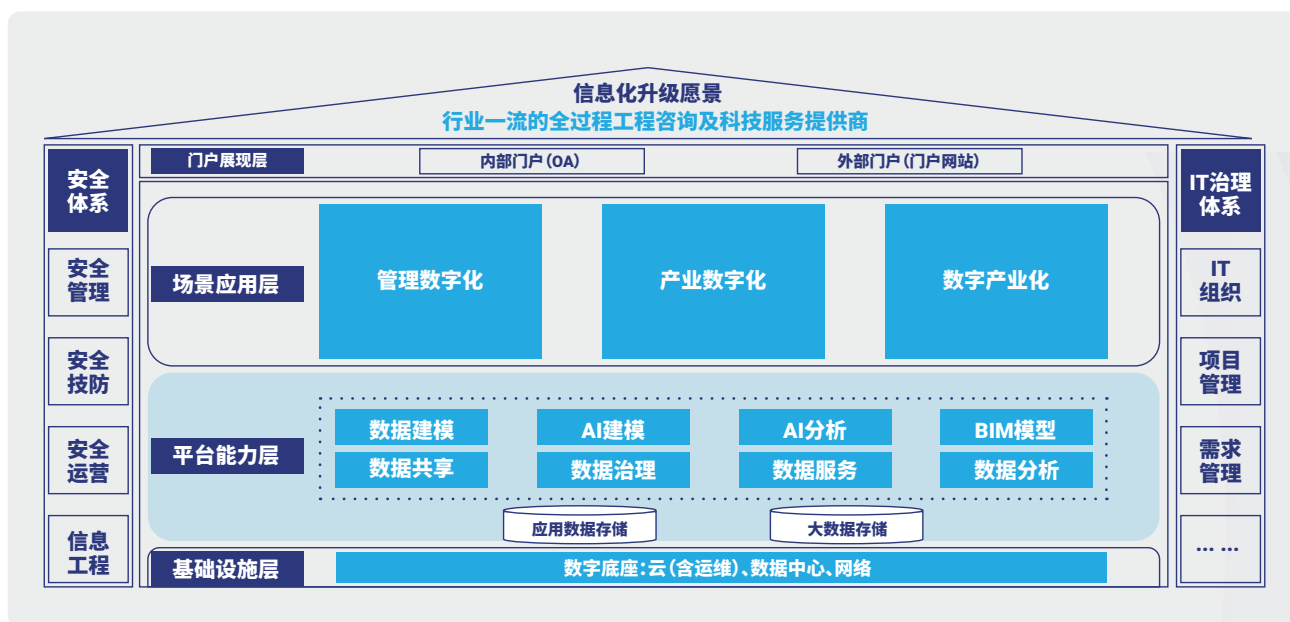 信息化升级愿景
行业一流的全过程工程咨询及科技服务提供商
安全
体系
安全
管理
安全
技防
安全
运营
信息
工程
门户展现层
内部门户(OA)
外部门户(门户网站)
场景应用层
管理数字化
产业数字化
数字产业化
平台能力层
数据建模
AI建模
AI分析
BIM模型
数据共享
数据治理
数据服务
数据分析
应用数据存储
大数据存储
基础设施层
数字底座:云(含运维)、数据中心、网络
IT治理
体系
IT
组织
项目
管理
需求
管理
... ...